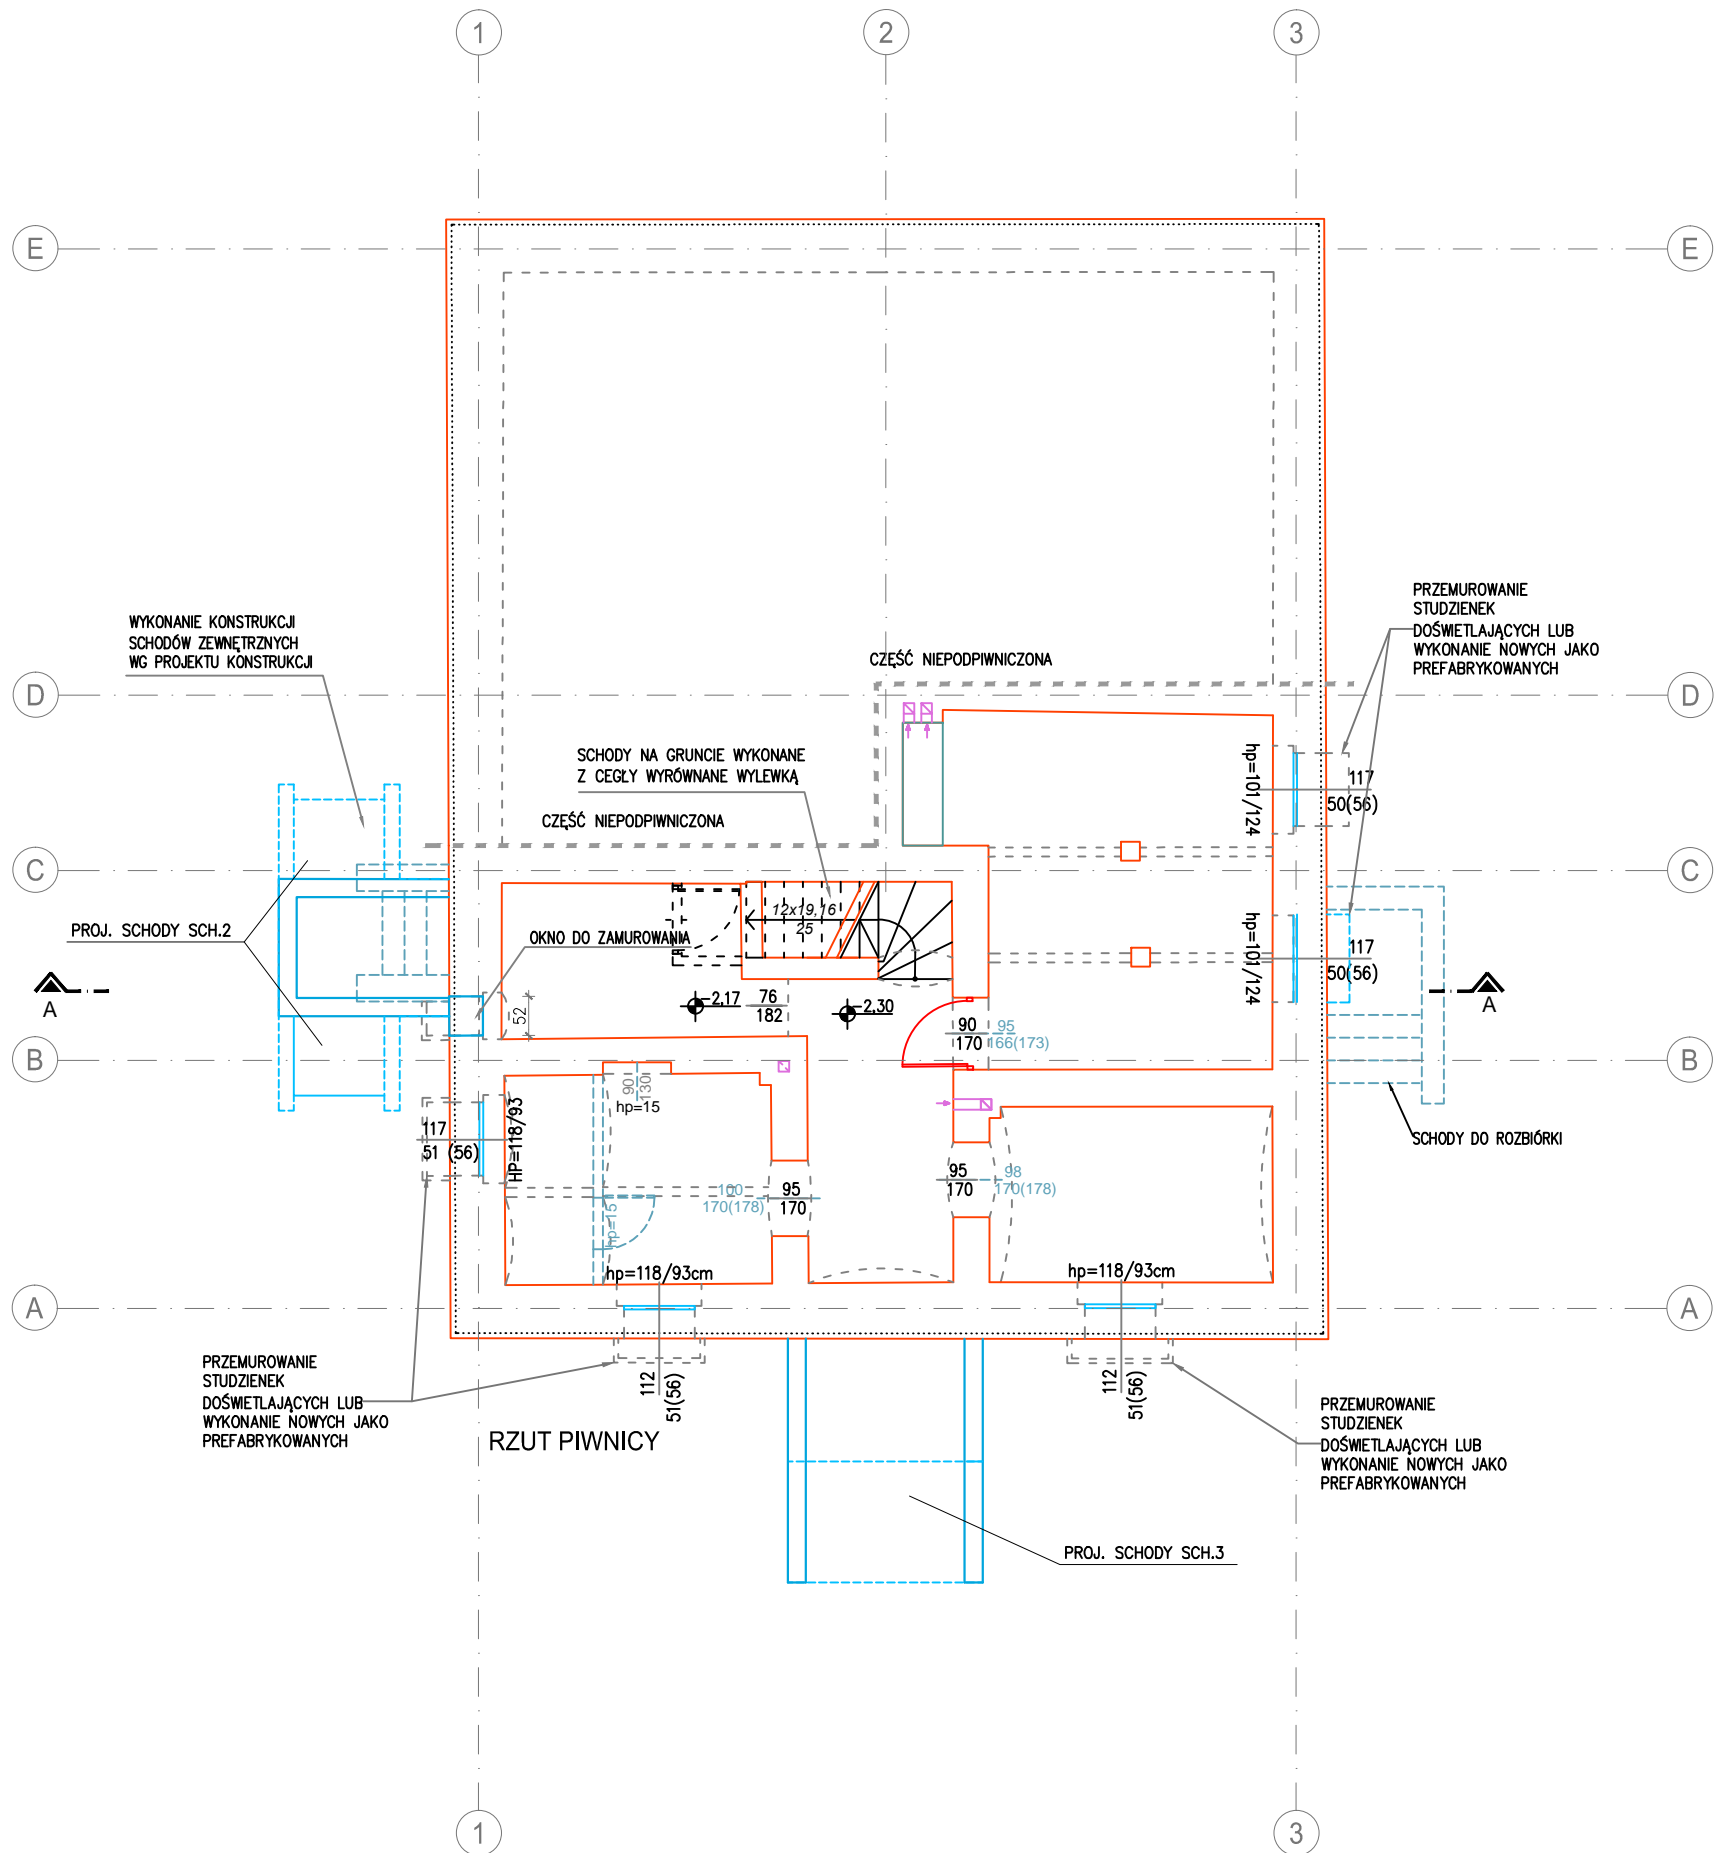 1
2
3
E
E
PRZEMUROWANIE
STUDZIENEK
DOŚWIETLAJĄCYCH LUB
WYKONANIE NOWYCH JAKO
PREFABRYKOWANYCH
WYKONANIE KONSTRUKCJI
SCHODÓW ZEWNĘTRZNYCH
WG PROJEKTU KONSTRUKCJI
CZĘŚĆ NIEPODPIWNICZONA
D
D
SCHODY NA GRUNCIE WYKONANE
Z CEGŁY WYRÓWNANE WYLEWKĄ
hp=101/124
117
50(56)
CZĘŚĆ NIEPODPIWNICZONA
C
C
12x19,16
25
PROJ. SCHODY SCH.2
OKNO DO ZAMUROWANIA
hp=101/124
117
50(56)
A
A
52
-2,17
76
182
-2,30
90
170
95
166(173)
B
B
90
130
hp=15
117
51 (56)
HP=118/93
SCHODY DO ROZBIÓRKI
100
170(178)
95
170
95
170
98
170(178)
hp=15
hp=118/93cm
hp=118/93cm
A
A
112
51(56)
112
51(56)
PRZEMUROWANIE
STUDZIENEK
DOŚWIETLAJĄCYCH LUB
WYKONANIE NOWYCH JAKO
PREFABRYKOWANYCH
RZUT PIWNICY
PRZEMUROWANIE
STUDZIENEK
DOŚWIETLAJĄCYCH LUB
WYKONANIE NOWYCH JAKO
PREFABRYKOWANYCH
PROJ. SCHODY SCH.3
1
3